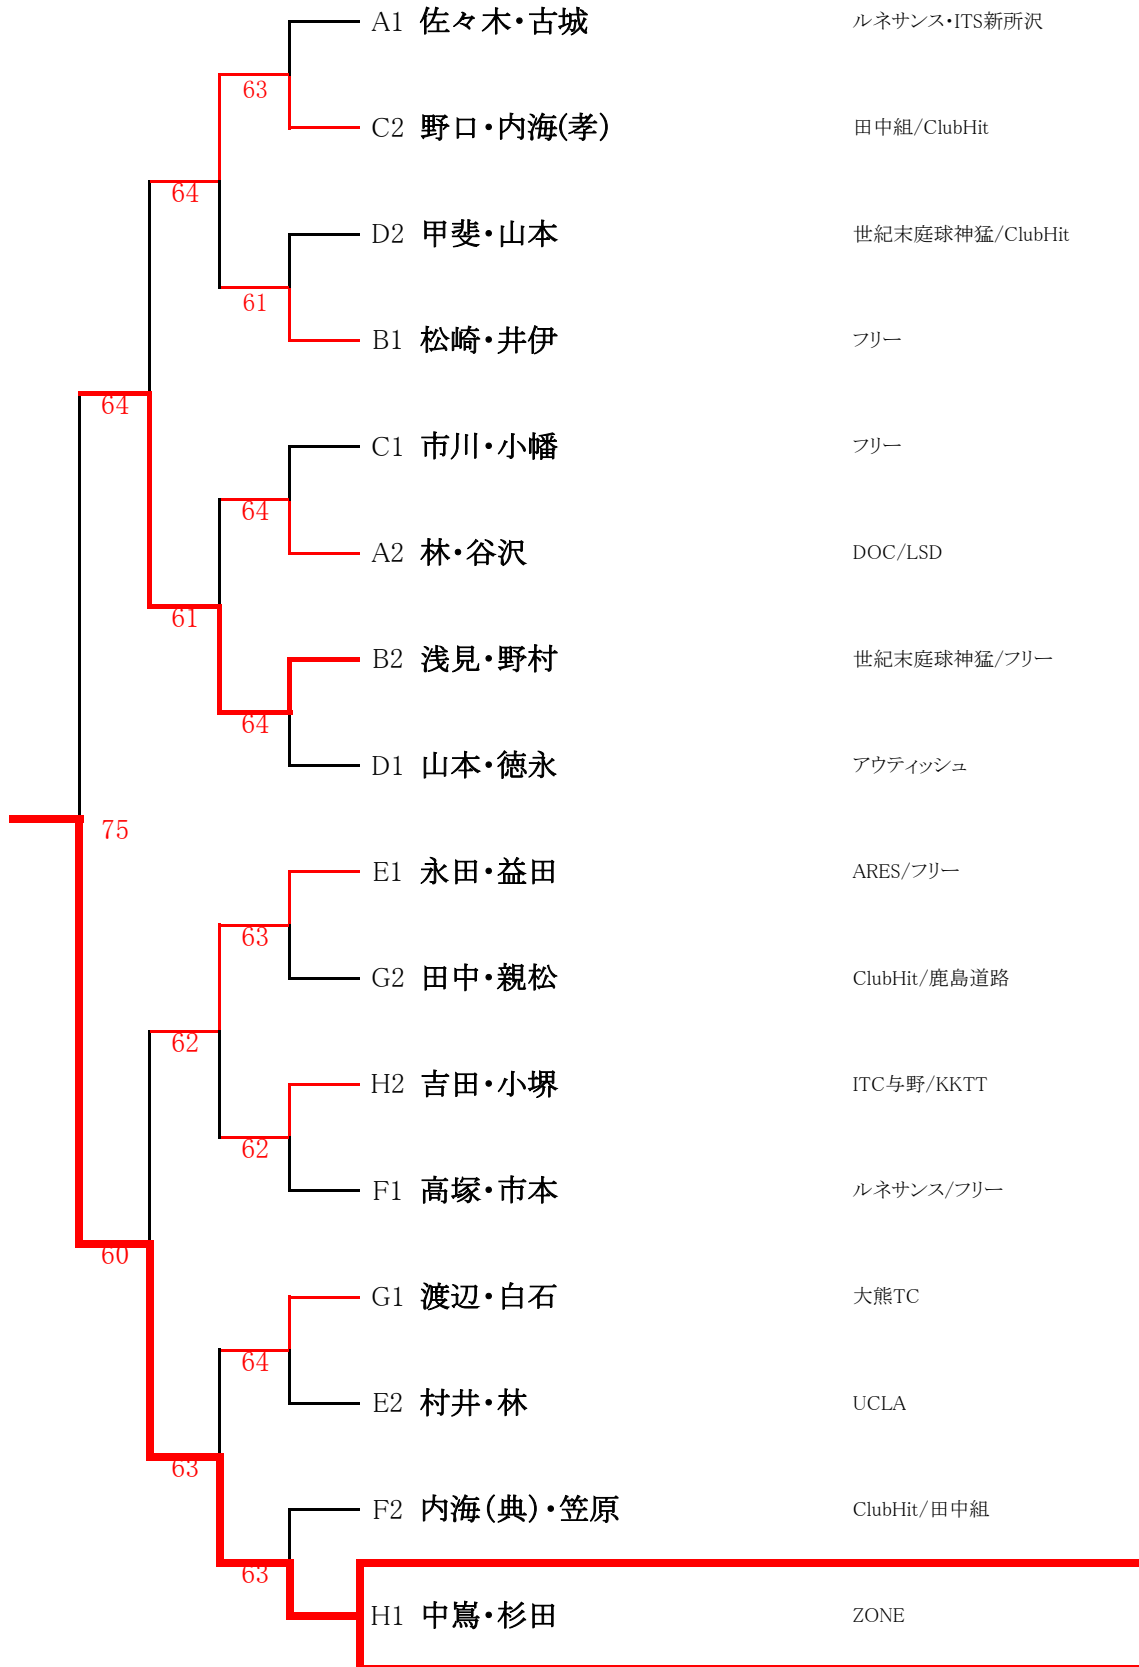 A1 佐々木・古城 ルネサンス・ITS新所沢
63
C2 野口・内海(孝) 田中組/ClubHit
64
D2 甲斐・山本 世紀末庭球神猛/ClubHit
61
B1 松崎・井伊 フリー
64
C1 市川・小幡 フリー
64
A2 林・谷沢 DOC/LSD
61
B2 浅見・野村 世紀末庭球神猛/フリー
64
D1 山本・徳永 アウティッシュ
75
E1 永田・益田 ARES/フリー
63
G2 田中・親松 ClubHit/鹿島道路
62
H2 吉田・小堺 ITC与野/KKTT
62
F1 高塚・市本 ルネサンス/フリー
60
G1 渡辺・白石 大熊TC
64
E2 村井・林 UCLA
63
F2 内海(典)・笠原 ClubHit/田中組
63
H1 中嶌・杉田 ZONE